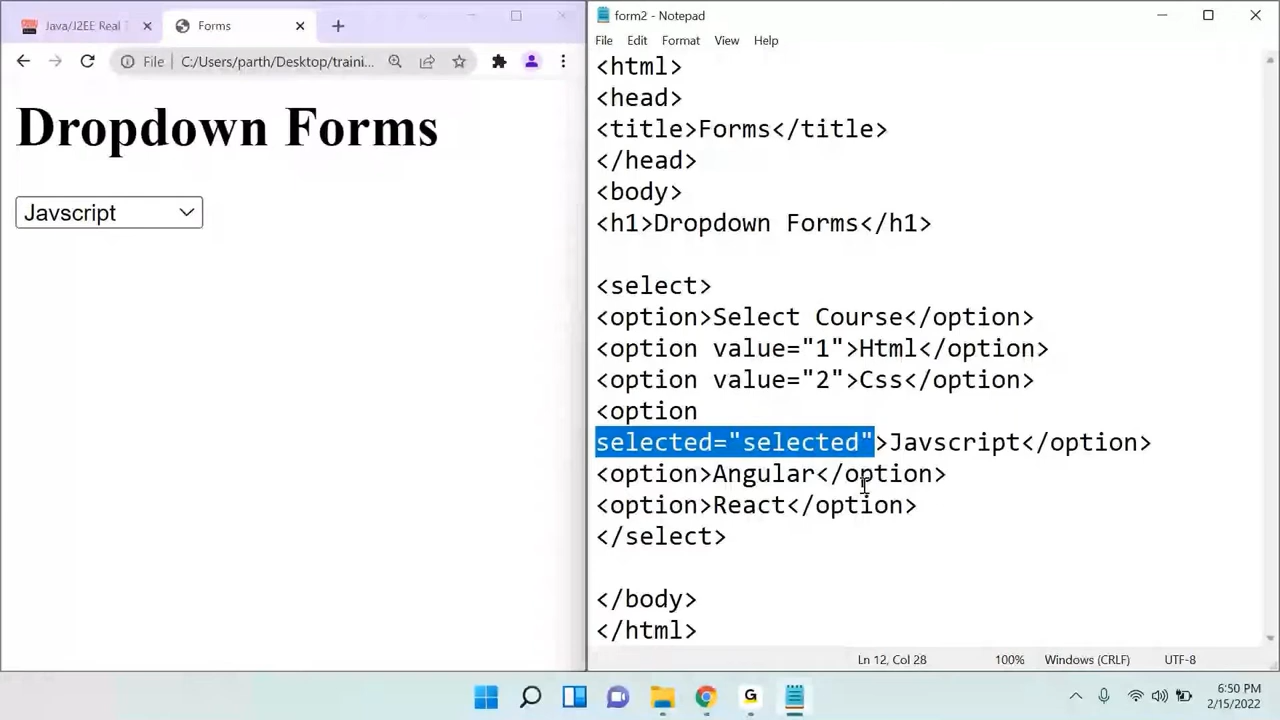 Java/J2EE Real T
Forms
File
C:/Users/parth/Desktop/traini...
Dropdown Forms
Javscript
form2 - Notepad
File Edit Format View Help
<html>
<head>
<title>Forms</title>
</head>
<body>
<h1>Dropdown Forms</h1>
<select>
<option>Select Course</option>
<option value="1">Html</option>
<option value="2">Css</option>
<option
selected="selected">Javscript</option>
<option>Angular</option>
<option>React</option>
</select>
</body>
</html>
Ln 12, Col 28 100% Windows (CRLF) UTF-8
G
6:50 PM
2/15/2022